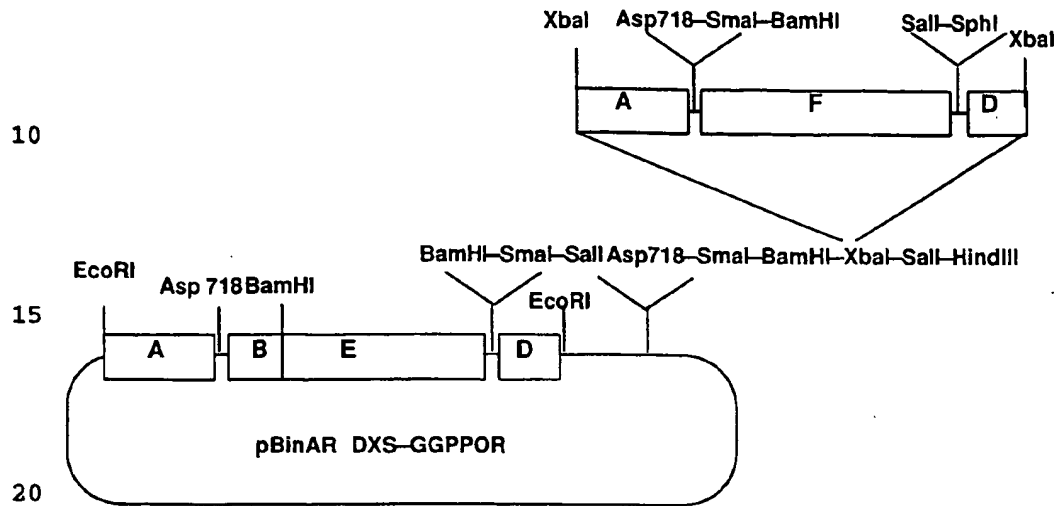 XbaI Asp718–SmaI–BamHI SalI–SphI XbaI
A F D
10
BamHI–SmaI–SalI Asp718–SmaI–BamHI–XbaI–SalI–HindIII
EcoRI Asp 718 BamHI EcoRI
15
A B E D
pBinAR DXS–GGPPOR
20